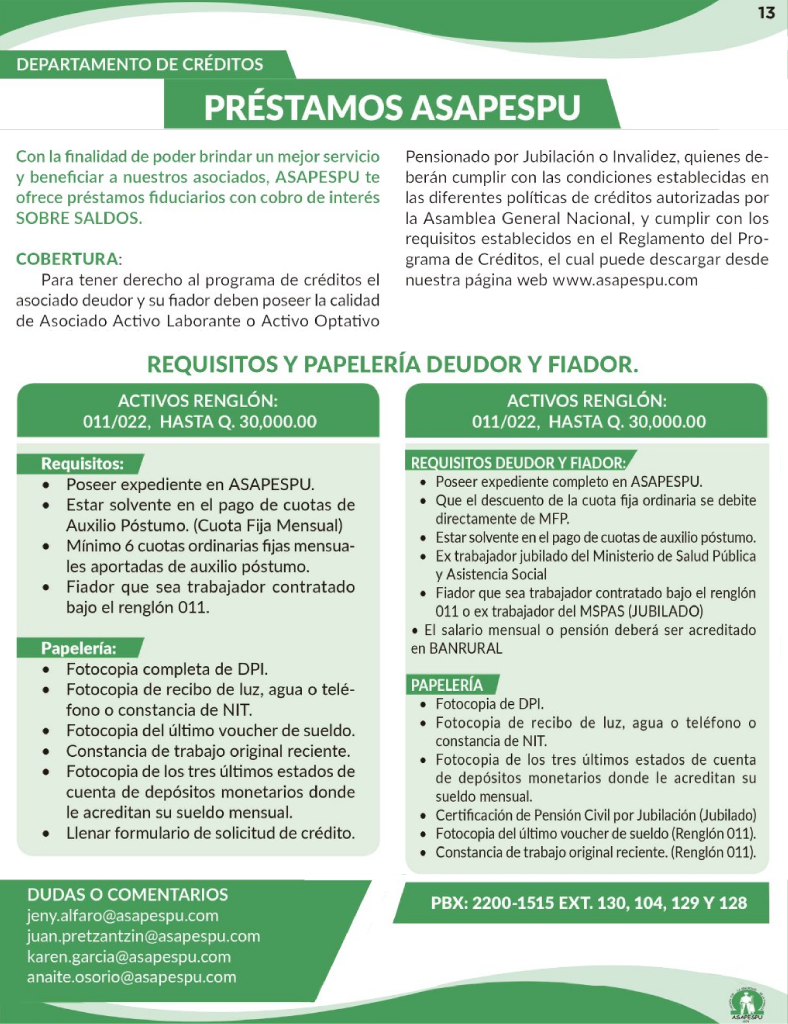 13
DEPARTAMENTO DE CRÉDITOS
PRÉSTAMOS ASAPESPU
Con la finalidad de poder brindar un mejor servicio
y beneficiar a nuestros asociados, ASAPESPU te
ofrece préstamos fiduciarios con cobro de interés
SOBRE SALDOS.
COBERTURA:
Para tener derecho al programa de créditos el
asociado deudor y su fiador deben poseer la calidad
de Asociado Activo Laborante o Activo Optativo
Pensionado por Jubilación o Invalidez, quienes de-
berán cumplir con las condiciones establecidas en
las diferentes políticas de créditos autorizadas por
la Asamblea General Nacional, y cumplir con los
requisitos establecidos en el Reglamento del Pro-
grama de Créditos, el cual puede descargar desde
nuestra página web www.asapespu.com
REQUISITOS Y PAPELERÍA DEUDOR Y FIADOR.
ACTIVOS RENGLÓN:
011/022, HASTA Q. 30,000.00
Requisitos:
• Poseer expediente en ASAPESPU.
• Estar solvente en el pago de cuotas de
Auxilio Póstumo. (Cuota Fija Mensual)
• Mínimo 6 cuotas ordinarias fijas mensua-
les aportadas de auxilio póstumo.
• Fiador que sea trabajador contratado
bajo el renglón 011.
Papelería:
• Fotocopia completa de DPI.
• Fotocopia de recibo de luz, agua o telé-
fono o constancia de NIT.
• Fotocopia del último voucher de sueldo.
• Constancia de trabajo original reciente.
• Fotocopia de los tres últimos estados de
cuenta de depósitos monetarios donde
le acreditan su sueldo mensual.
• Llenar formulario de solicitud de crédito.
ACTIVOS RENGLÓN:
011/022, HASTA Q. 30,000.00
REQUISITOS DEUDOR Y FIADOR:
• Poseer expediente completo en ASAPESPU.
• Que el descuento de la cuota fija ordinaria se debite
directamente de MFP.
• Estar solvente en el pago de cuotas de auxilio póstumo.
• Ex trabajador jubilado del Ministerio de Salud Pública
y Asistencia Social
• Fiador que sea trabajador contratado bajo el renglón
011 o ex trabajador del MSPAS (JUBILADO)
• El salario mensual o pensión deberá ser acreditado
en BANRURAL
PAPELERÍA
• Fotocopia de DPI.
• Fotocopia de recibo de luz, agua o teléfono o
constancia de NIT.
• Fotocopia de los tres últimos estados de cuenta
de depósitos monetarios donde le acreditan su
sueldo mensual.
• Certificación de Pensión Civil por Jubilación (Jubilado)
• Fotocopia del último voucher de sueldo (Renglón 011).
• Constancia de trabajo original reciente. (Renglón 011).
DUDAS O COMENTARIOS
jeny.alfaro@asapespu.com
juan.pretzantzin@asapespu.com
karen.garcia@asapespu.com
anaite.osorio@asapespu.com
PBX: 2200-1515 EXT. 130, 104, 129 Y 128
ASAPESPU